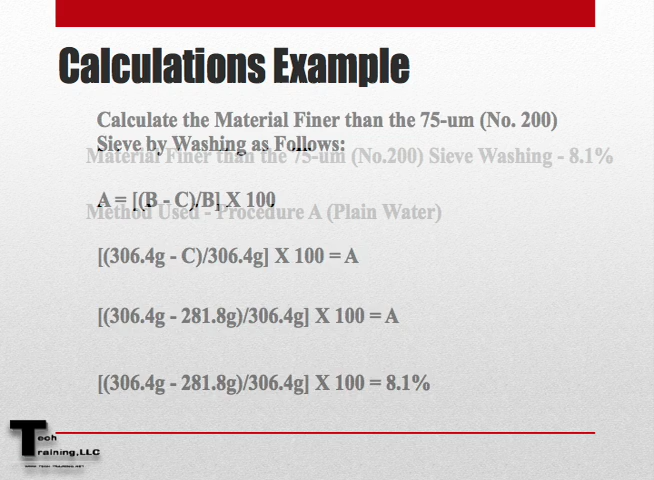 Calculations Example
Calculate the Material Finer than the 75-um (No. 200)
Sieve by Washing as Follows:
Material Finer than the 75-um (No.200) Sieve Washing - 8.1%
A = [(B - C)/B] X 100
Method Used - Procedure A (Plain Water)
[(306.4g - C)/306.4g] X 100 = A
[(306.4g - 281.8g)/306.4g] X 100 = A
[(306.4g - 281.8g)/306.4g] X 100 = 8.1%
Tech
Training,LLC